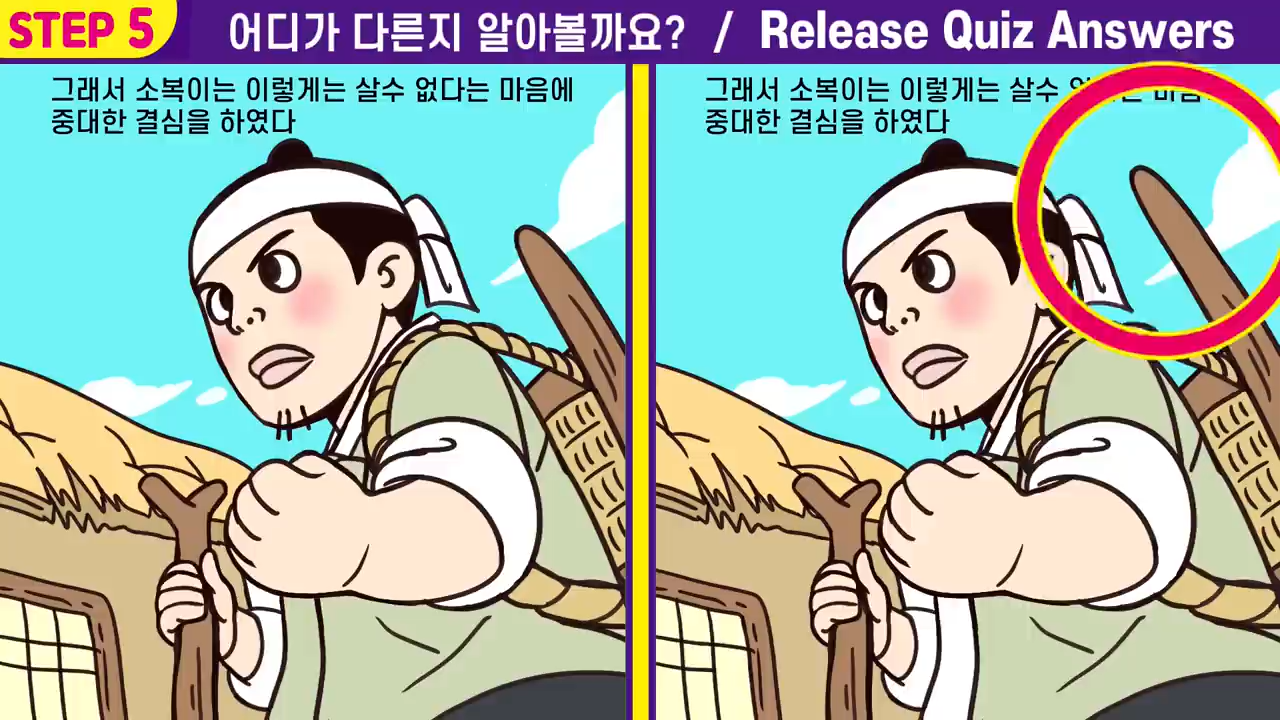 STEP 5
어디가 다른지 알아볼까요? / Release Quiz Answers
그래서 소복이는 이렇게는 살수 없다는 마음에
중대한 결심을 하였다
그래서 소복이는 이렇게는 살수
중대한 결심을 하였다